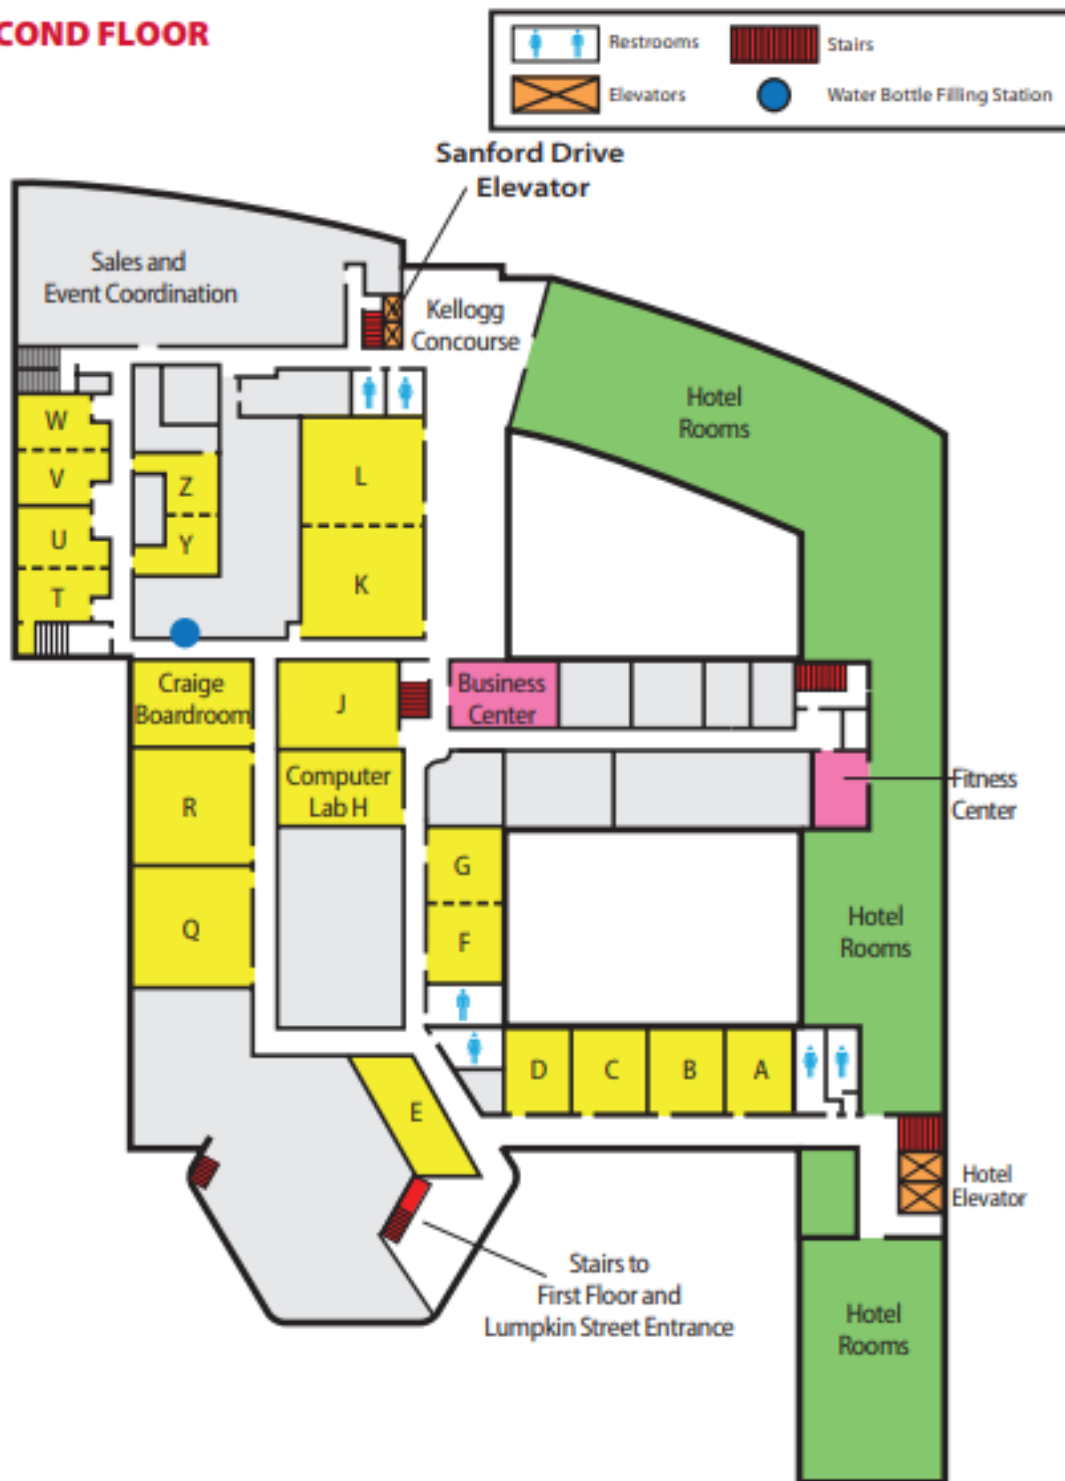 COND FLOOR
Restrooms
Stairs
Elevators
Water Bottle Filling Station
Sanford Drive
Elevator
Sales and
Event Coordination
Kellogg
Concourse
Hotel
Rooms
W
V
U
T
Z
Y
L
K
Craige
Boardroom
J
Business
Center
Computer
Lab H
Fitness
Center
R
G
Q
F
Hotel
Rooms
D
C
B
A
E
Hotel
Elevator
Stairs to
First Floor and
Lumpkin Street Entrance
Hotel
Rooms